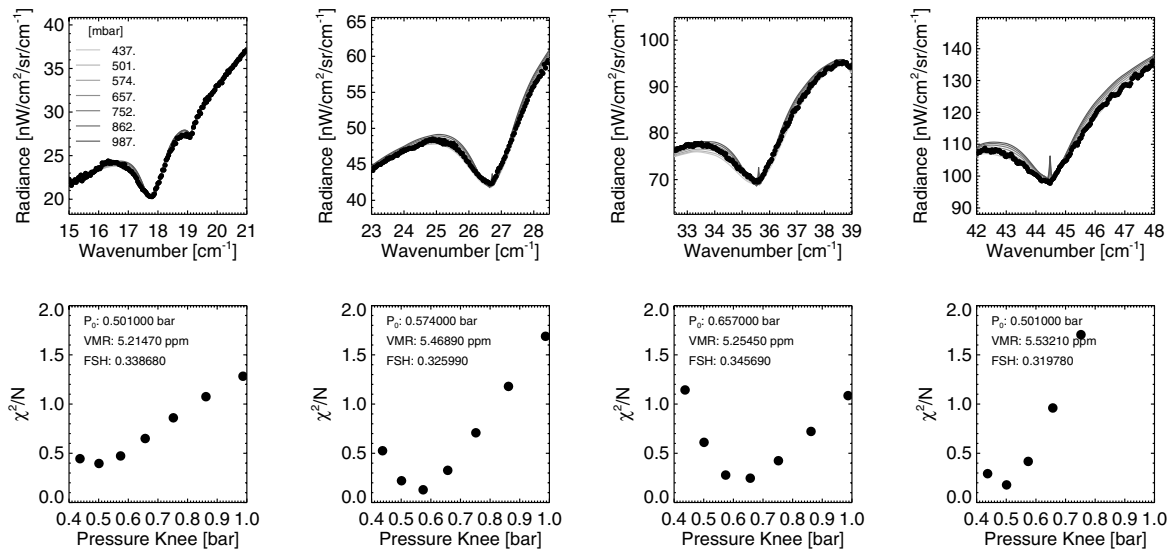 Radiance [nW/cm²/sr/cm⁻¹]
40
35
30
25
20
[mbar]
437.
501.
574.
657.
752.
862.
987.
15 16 17 18 19 20 21
Wavenumber [cm⁻¹]
Radiance [nW/cm²/sr/cm⁻¹]
65
60
55
50
45
40
23 24 25 26 27 28
Wavenumber [cm⁻¹]
Radiance [nW/cm²/sr/cm⁻¹]
100
90
80
70
33 34 35 36 37 38 39
Wavenumber [cm⁻¹]
Radiance [nW/cm²/sr/cm⁻¹]
140
130
120
110
100
90
42 43 44 45 46 47 48
Wavenumber [cm⁻¹]
χ²/N
2.0
1.5
1.0
0.5
0.0
P₀: 0.501000 bar
VMR: 5.21470 ppm
FSH: 0.338680
0.4 0.5 0.6 0.7 0.8 0.9 1.0
Pressure Knee [bar]
χ²/N
2.0
1.5
1.0
0.5
0.0
P₀: 0.574000 bar
VMR: 5.46890 ppm
FSH: 0.325990
0.4 0.5 0.6 0.7 0.8 0.9 1.0
Pressure Knee [bar]
χ²/N
2.0
1.5
1.0
0.5
0.0
P₀: 0.657000 bar
VMR: 5.25450 ppm
FSH: 0.345690
0.4 0.5 0.6 0.7 0.8 0.9 1.0
Pressure Knee [bar]
χ²/N
2.0
1.5
1.0
0.5
0.0
P₀: 0.501000 bar
VMR: 5.53210 ppm
FSH: 0.319780
0.4 0.5 0.6 0.7 0.8 0.9 1.0
Pressure Knee [bar]